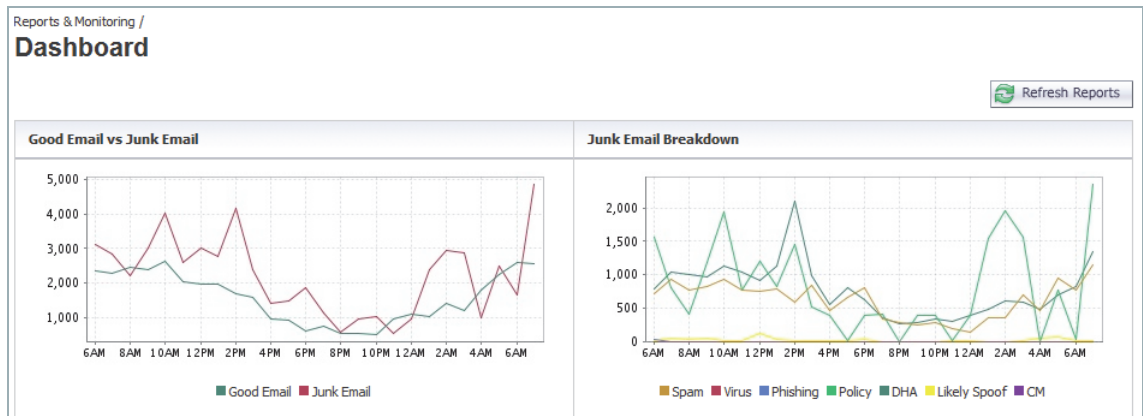 Reports & Monitoring /
Dashboard
Refresh Reports
Good Email vs Junk Email
5,000
4,000
3,000
2,000
1,000
6AM 8AM 10AM 12PM 2PM 4PM 6PM 8PM 10PM 12AM 2AM 4AM 6AM
Good Email Junk Email
Junk Email Breakdown
2,000
1,500
1,000
500
0
6AM 8AM 10AM 12PM 2PM 4PM 6PM 8PM 10PM 12AM 2AM 4AM 6AM
Spam Virus Phishing Policy DHA Likely Spoof CM